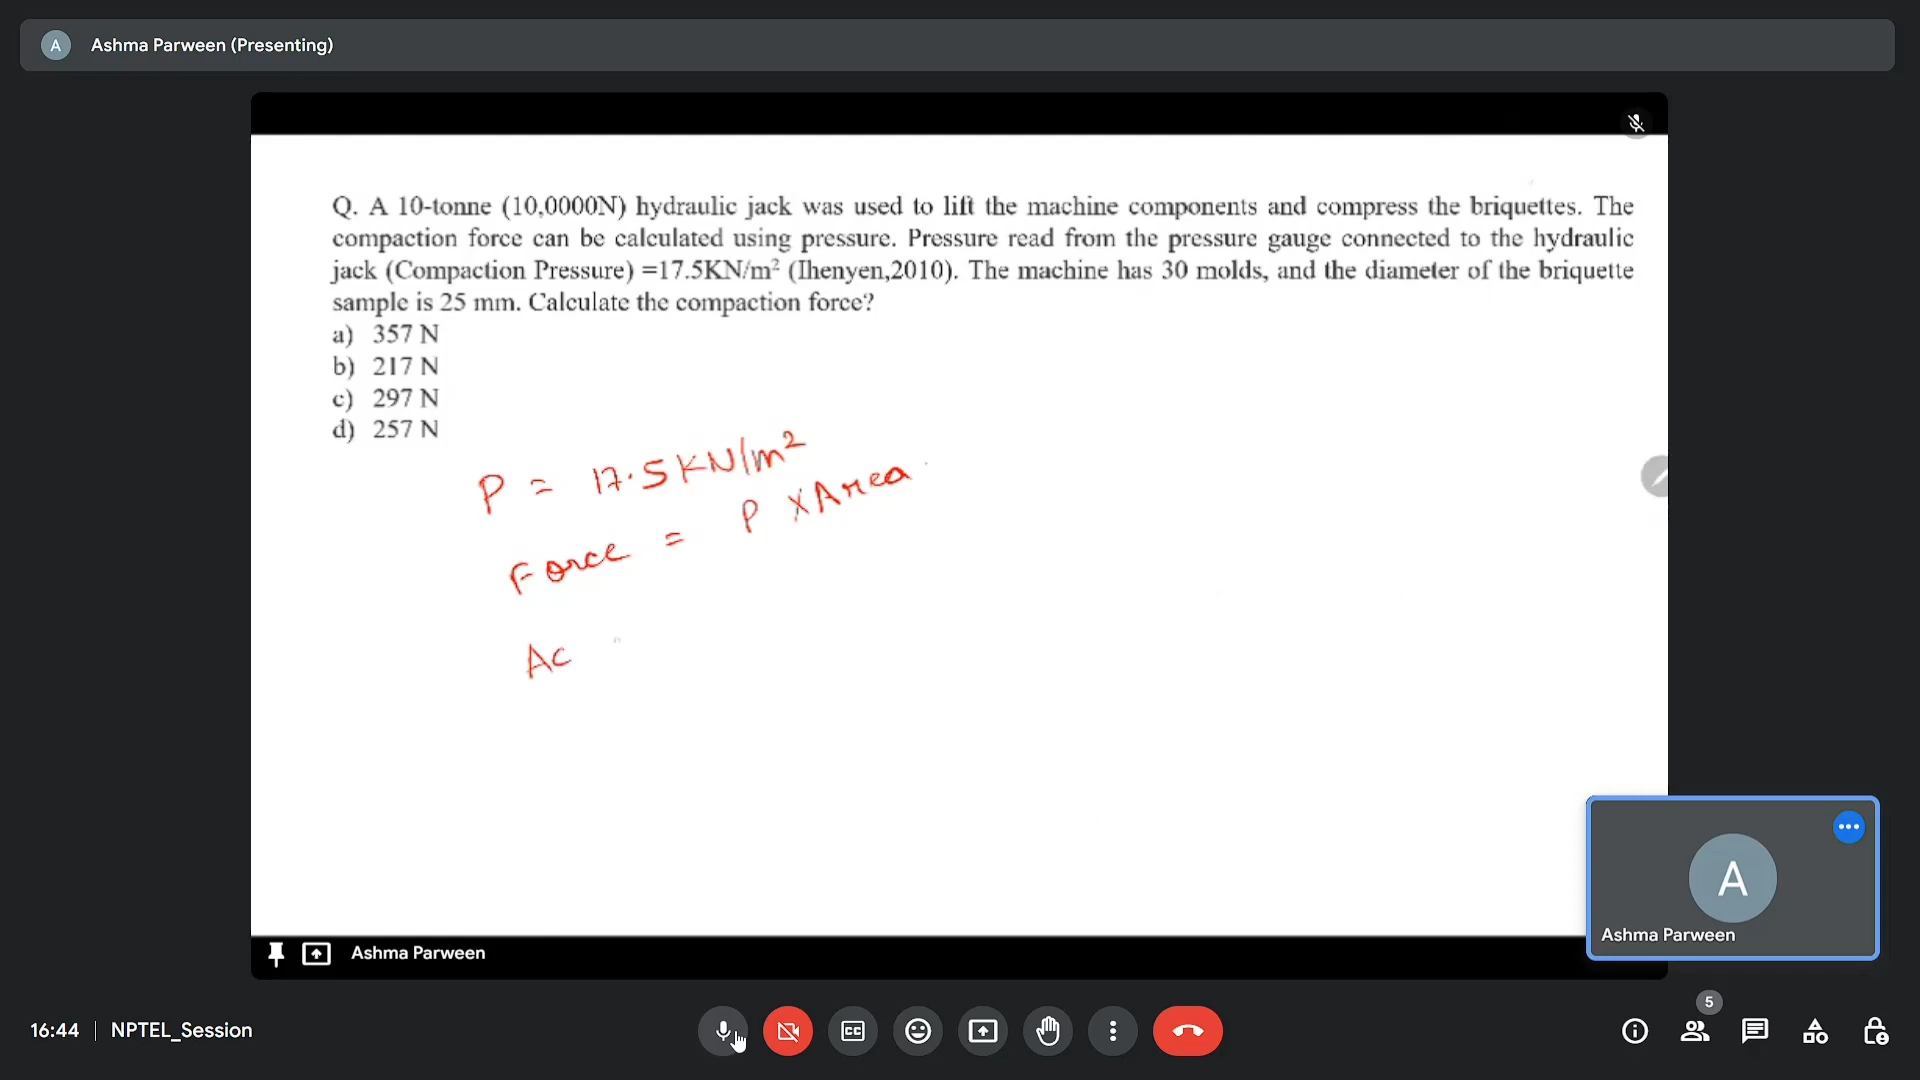 A Ashma Parween (Presenting)
Q. A 10-tonne (10,0000N) hydraulic jack was used to lift the machine components and compress the briquettes. The
compaction force can be calculated using pressure. Pressure read from the pressure gauge connected to the hydraulic
jack (Compaction Pressure) =17.5KN/m² (Ihenyen,2010). The machine has 30 molds, and the diameter of the briquette
sample is 25 mm. Calculate the compaction force?
a) 357 N
b) 217 N
c) 297 N
d) 257 N
P = 17.5 KN/m²
Force = P X Area
Ac
A
Ashma Parween
Ashma Parween
5
16:44 | NPTEL_Session
CC